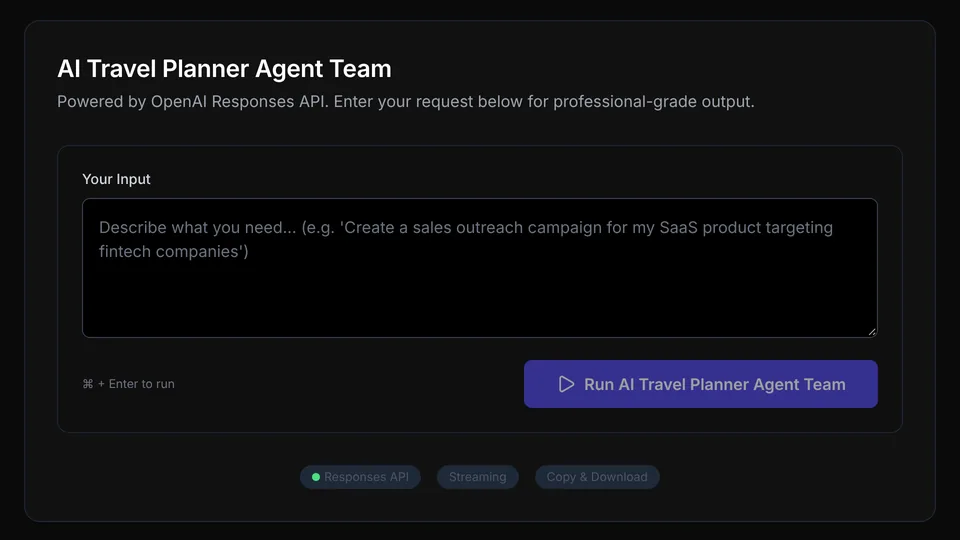 AI Travel Planner Agent Team
Powered by OpenAI Responses API. Enter your request below for professional-grade output.
Your Input
Describe what you need... (e.g. 'Create a sales outreach campaign for my SaaS product targeting
fintech companies')
⌘ + Enter to run
Run AI Travel Planner Agent Team
Responses API
Streaming
Copy & Download